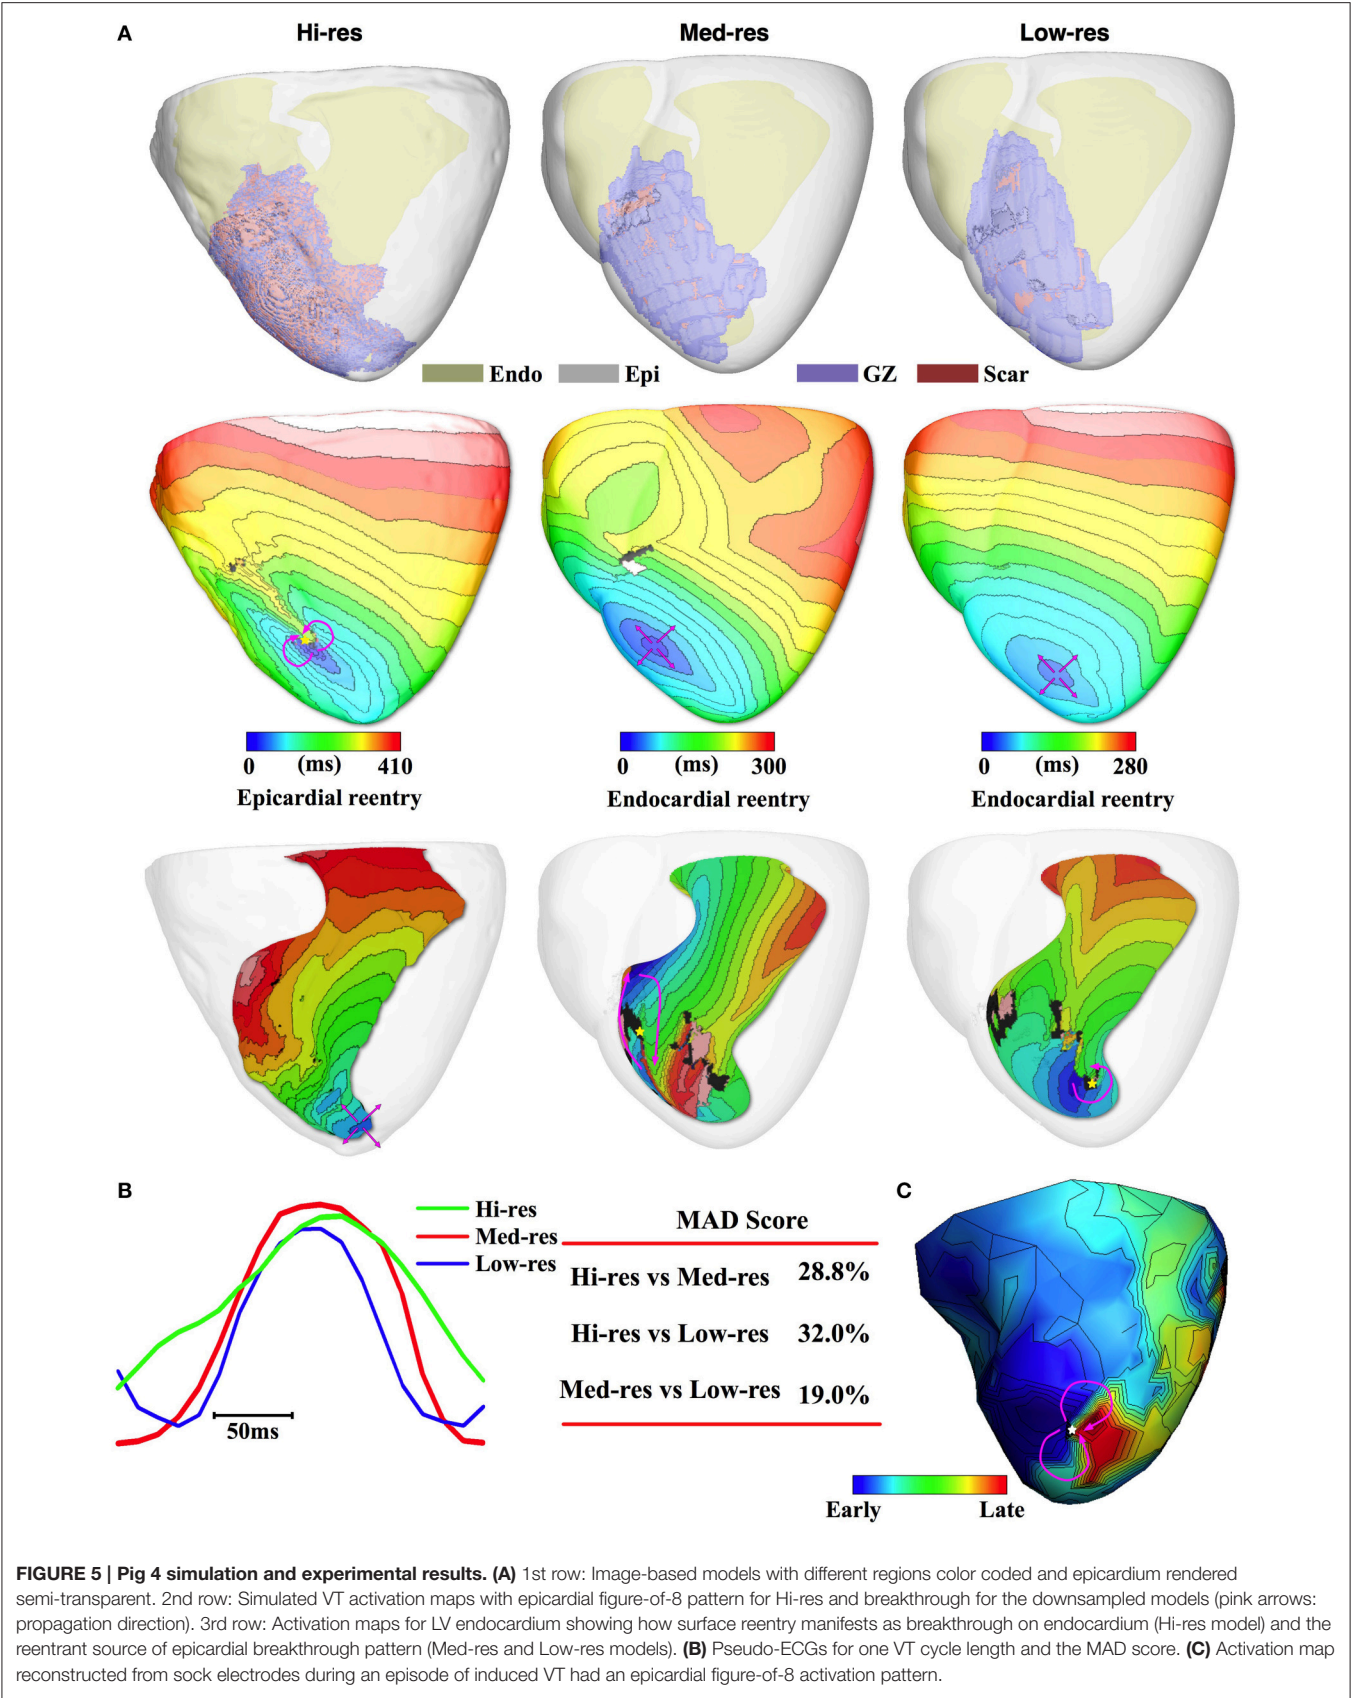 A
Hi-res Med-res Low-res
Endo Epi GZ Scar
0 (ms) 410 0 (ms) 300 0 (ms) 280
Epicardial reentry Endocardial reentry Endocardial reentry
B
Hi-res
Med-res
Low-res
50ms
MAD Score
Hi-res vs Med-res 28.8%
Hi-res vs Low-res 32.0%
Med-res vs Low-res 19.0%
C
Early Late
FIGURE 5 | Pig 4 simulation and experimental results. (A) 1st row: Image-based models with different regions color coded and epicardium rendered
semi-transparent. 2nd row: Simulated VT activation maps with epicardial figure-of-8 pattern for Hi-res and breakthrough for the downsampled models (pink arrows:
propagation direction). 3rd row: Activation maps for LV endocardium showing how surface reentry manifests as breakthrough on endocardium (Hi-res model) and the
reentrant source of epicardial breakthrough pattern (Med-res and Low-res models). (B) Pseudo-ECGs for one VT cycle length and the MAD score. (C) Activation map
reconstructed from sock electrodes during an episode of induced VT had an epicardial figure-of-8 activation pattern.